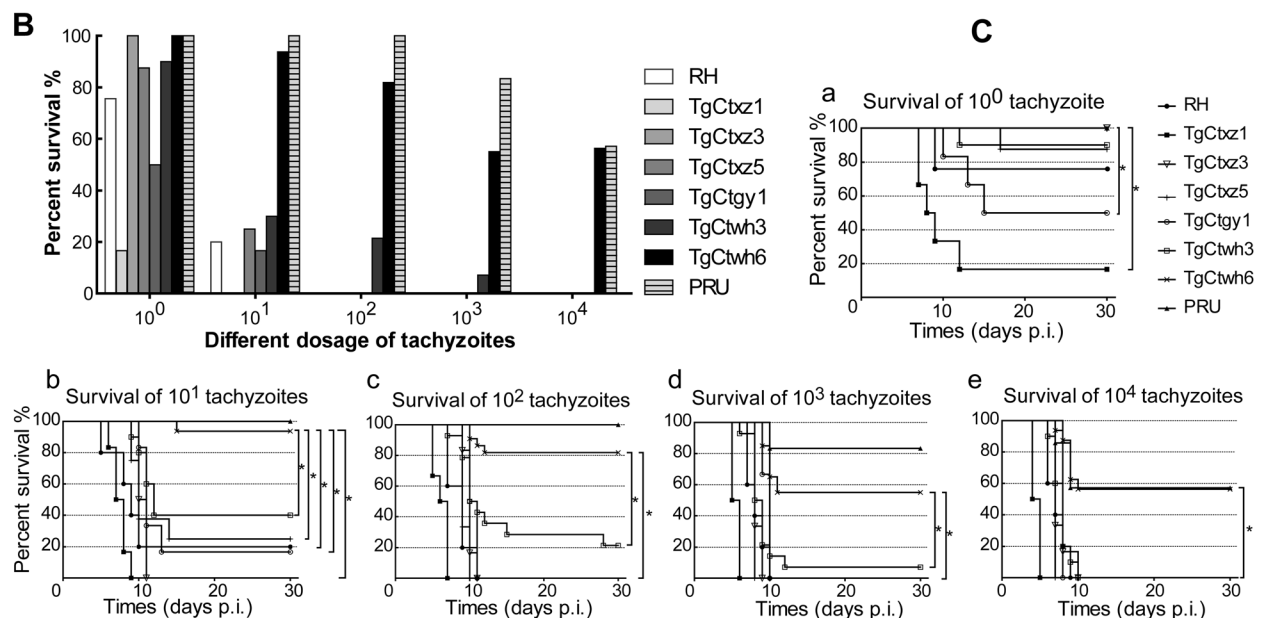 B
Percent survival %
100
80
60
40
20
0
10⁰ 10¹ 10² 10³ 10⁴
Different dosage of tachyzoites
RH
TgCtxz1
TgCtxz3
TgCtxz5
TgCtgy1
TgCtwh3
TgCtwh6
PRU
C
a
Survival of 10⁰ tachyzoite
Percent survival %
100
80
60
40
20
0 10 20 30
Times (days p.i.)
*
*
RH
TgCtxz1
TgCtxz3
TgCtxz5
TgCtgy1
TgCtwh3
TgCtwh6
PRU
b
Survival of 10¹ tachyzoites
Percent survival %
100
80
60
40
20
0 10 20 30
Times (days p.i.)
*
*
*
*
c
Survival of 10² tachyzoites
100
80
60
40
20
0 10 20 30
Times (days p.i.)
*
*
d
Survival of 10³ tachyzoites
100
80
60
40
20
0 10 20 30
Times (days p.i.)
*
*
e
Survival of 10⁴ tachyzoites
100
80
60
40
20
0 10 20 30
Times (days p.i.)
*